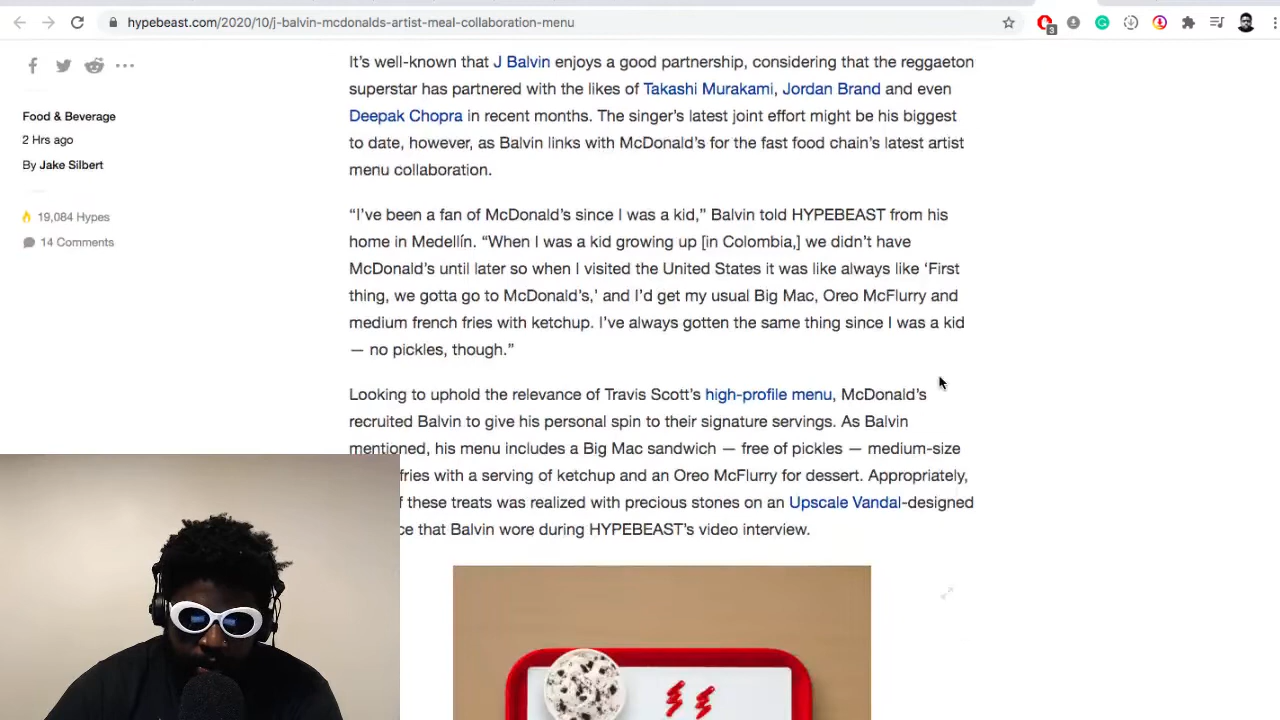 hypebeast.com/2020/10/j-balvin-mcdonalds-artist-meal-collaboration-menu
3
It's well-known that J Balvin enjoys a good partnership, considering that the reggaeton
superstar has partnered with the likes of Takashi Murakami, Jordan Brand and even
Deepak Chopra in recent months. The singer's latest joint effort might be his biggest
to date, however, as Balvin links with McDonald's for the fast food chain's latest artist
menu collaboration.
Food & Beverage
2 Hrs ago
By Jake Silbert
19,084 Hypes
14 Comments
“I've been a fan of McDonald's since I was a kid,” Balvin told HYPEBEAST from his
home in Medellín. “When I was a kid growing up [in Colombia,] we didn't have
McDonald's until later so when I visited the United States it was like always like ‘First
thing, we gotta go to McDonald's,’ and I'd get my usual Big Mac, Oreo McFlurry and
medium french fries with ketchup. I've always gotten the same thing since I was a kid
— no pickles, though.”
Looking to uphold the relevance of Travis Scott's high-profile menu, McDonald's
recruited Balvin to give his personal spin to their signature servings. As Balvin
mentioned, his menu includes a Big Mac sandwich — free of pickles — medium-size
fries with a serving of ketchup and an Oreo McFlurry for dessert. Appropriately,
f these treats was realized with precious stones on an Upscale Vandal-designed
ce that Balvin wore during HYPEBEAST's video interview.